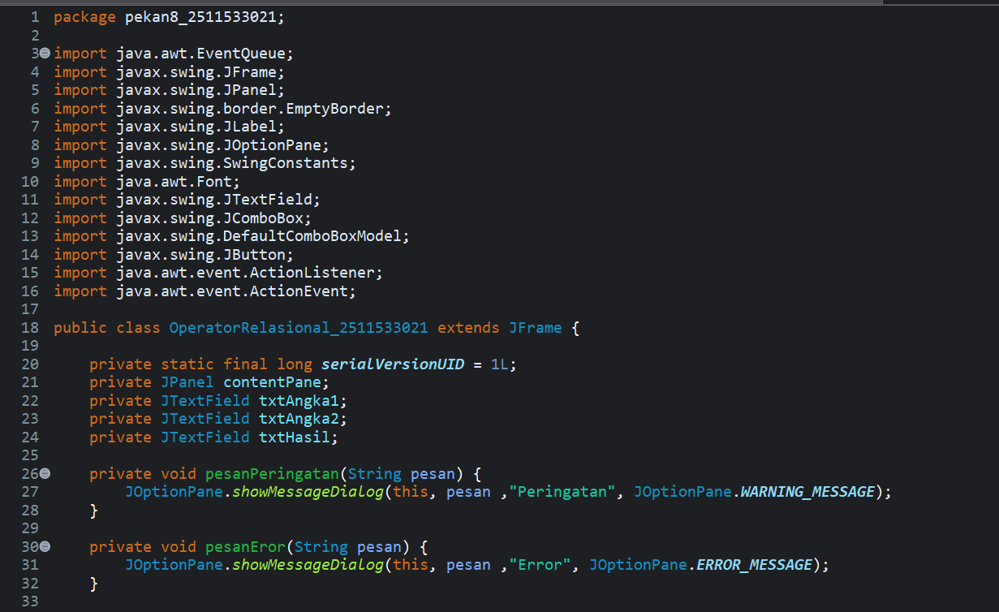 1 package pekan8_2511533021;
2
3 import java.awt.EventQueue;
4 import javax.swing.JFrame;
5 import javax.swing.JPanel;
6 import javax.swing.border.EmptyBorder;
7 import javax.swing.JLabel;
8 import javax.swing.JOptionPane;
9 import javax.swing.SwingConstants;
10 import java.awt.Font;
11 import javax.swing.JTextField;
12 import javax.swing.JComboBox;
13 import javax.swing.DefaultComboBoxModel;
14 import javax.swing.JButton;
15 import java.awt.event.ActionListener;
16 import java.awt.event.ActionEvent;
17
18 public class OperatorRelasional_2511533021 extends JFrame {
19
20     private static final long serialVersionUID = 1L;
21     private JPanel contentPane;
22     private JTextField txtAngka1;
23     private JTextField txtAngka2;
24     private JTextField txtHasil;
25
26     private void pesanPeringatan(String pesan) {
27         JOptionPane.showMessageDialog(this, pesan ,"Peringatan", JOptionPane.WARNING_MESSAGE);
28     }
29
30     private void pesanEror(String pesan) {
31         JOptionPane.showMessageDialog(this, pesan ,"Error", JOptionPane.ERROR_MESSAGE);
32     }
33